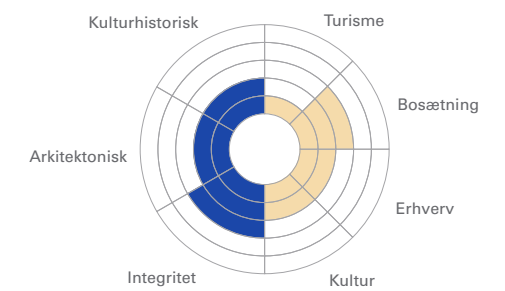 Turisme
Kulturhistorisk
Bosætning
Arkitektonisk
Erhverv
Integritet
Kultur